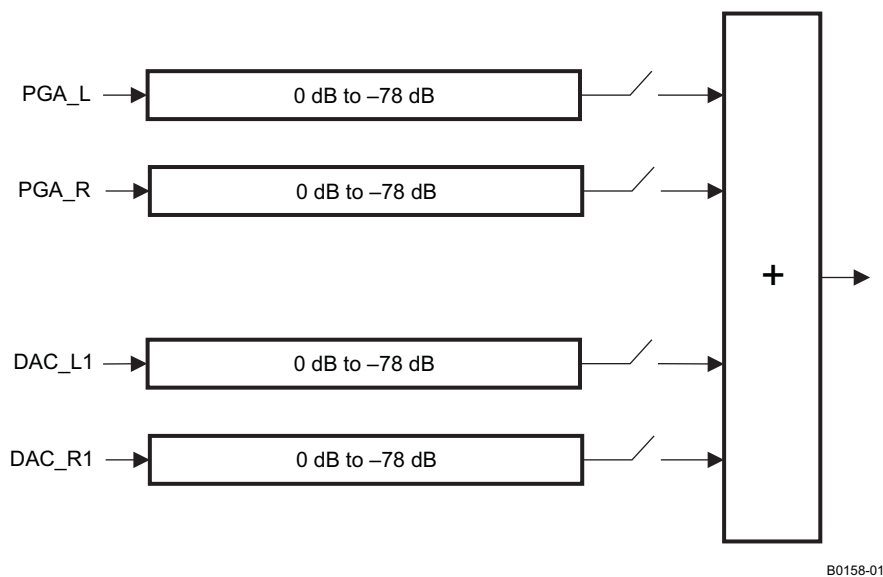 PGA_L
0 dB to –78 dB
PGA_R
0 dB to –78 dB
+
DAC_L1
0 dB to –78 dB
DAC_R1
0 dB to –78 dB
B0158-01